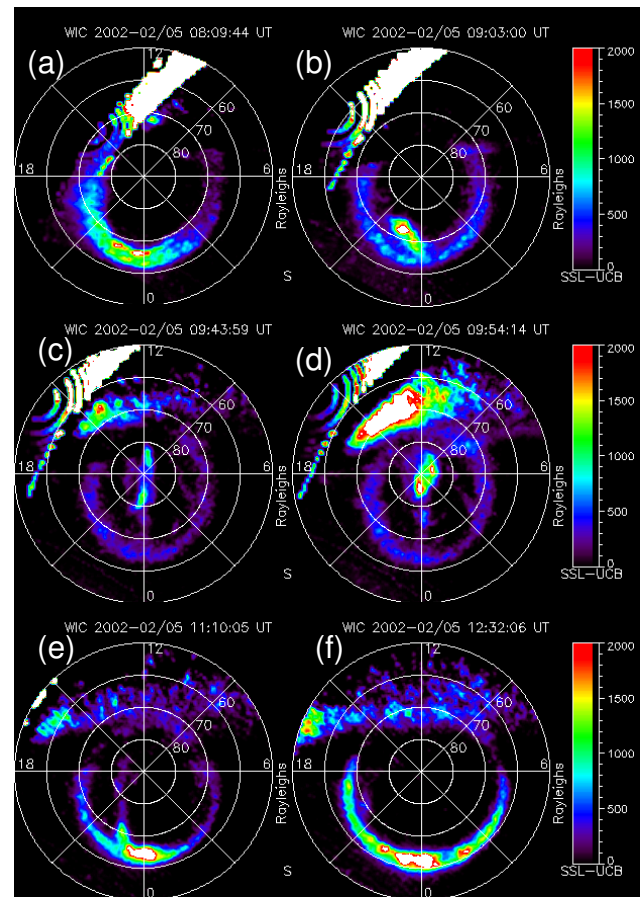 WIC 2002-02/05 08:09:44 UT
(a)
12
60
70
80
18
6
0
S
Rayleighs
WIC 2002-02/05 09:03:00 UT
(b)
12
60
70
80
18
6
0
Rayleighs
2000
1500
1000
500
0
SSL-UCB
WIC 2002-02/05 09:43:59 UT
(c)
12
60
70
80
18
6
0
S
Rayleighs
WIC 2002-02/05 09:54:14 UT
(d)
12
60
70
80
18
6
0
Rayleighs
2000
1500
1000
500
0
SSL-UCB
WIC 2002-02/05 11:10:05 UT
(e)
12
60
70
80
18
6
0
S
Rayleighs
WIC 2002-02/05 12:32:06 UT
(f)
12
60
70
80
18
6
0
Rayleighs
2000
1500
1000
500
0
SSL-UCB